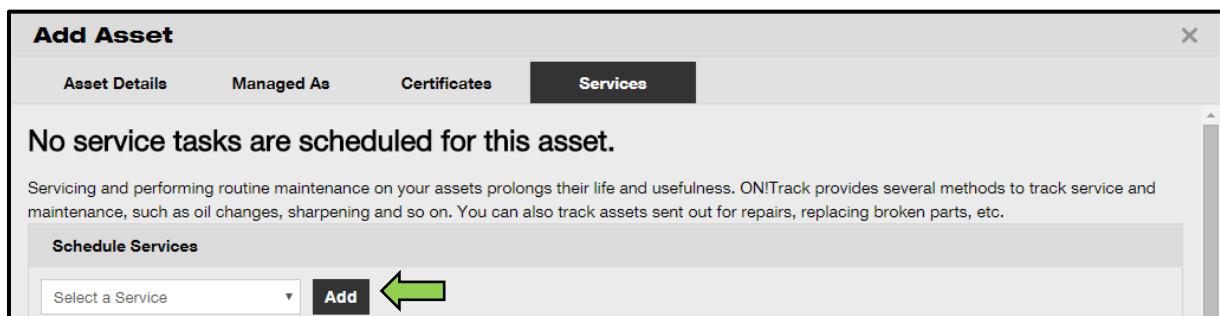 Add Asset
Asset Details Managed As Certificates Services
No service tasks are scheduled for this asset.
Servicing and performing routine maintenance on your assets prolongs their life and usefulness. ON!Track provides several methods to track service and
maintenance, such as oil changes, sharpening and so on. You can also track assets sent out for repairs, replacing broken parts, etc.
Schedule Services
Select a Service Add